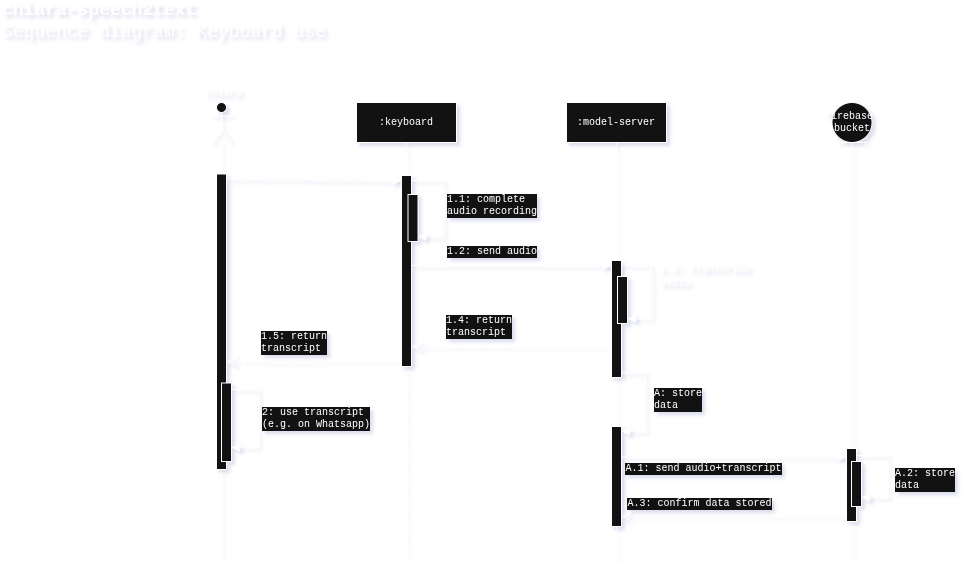 chiara-speech2text
Sequence diagram: Keyboard use
:keyboard
:model-server
firebase
bucket
1.1: complete
audio recording
1.2: send audio
1.3: transcribe
audio
1.4: return
transcript
1.5: return
transcript
A: store
data
2: use transcript
(e.g. on Whatsapp)
A.1: send audio+transcript
A.2: store
data
A.3: confirm data stored